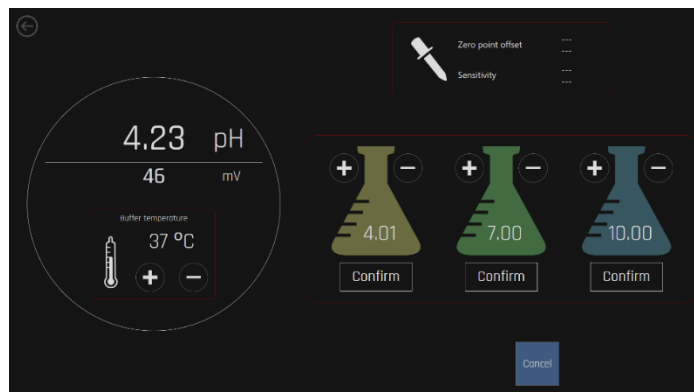 Zero point offset
---
---
Sensitivity
---
---
4.23 pH
46 mV
Buffer temperature
37 °C
+ −
+ − + − + −
4.01 7.00 10.00
Confirm Confirm Confirm
Cancel